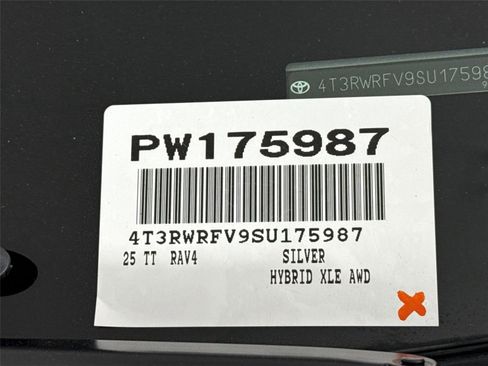 4T3RWRFV9SU17598
PW175987
4T3RWRFV9SU175987
25 TT RAV4 SILVER
HYBRID XLE AWD